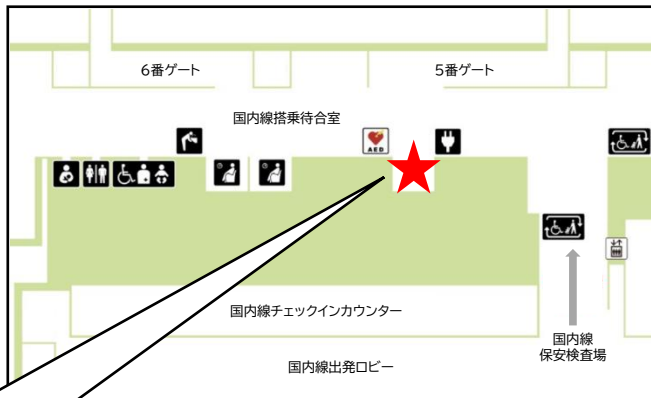 6番ゲート
5番ゲート
国内線搭乗待合室
AED
国内線チェックインカウンター
国内線
保安検査場
国内線出発ロビー